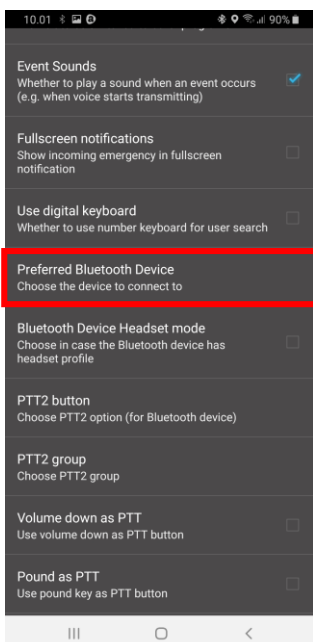 10.01 90%
Event Sounds
Whether to play a sound when an event occurs
(e.g. when voice starts transmitting)
Fullscreen notifications
Show incoming emergency in fullscreen
notification
Use digital keyboard
Whether to use number keyboard for user search
Preferred Bluetooth Device
Choose the device to connect to
Bluetooth Device Headset mode
Choose in case the Bluetooth device has
headset profile
PTT2 button
Choose PTT2 option (for Bluetooth device)
PTT2 group
Choose PTT2 group
Volume down as PTT
Use volume down as PTT button
Pound as PTT
Use pound key as PTT button